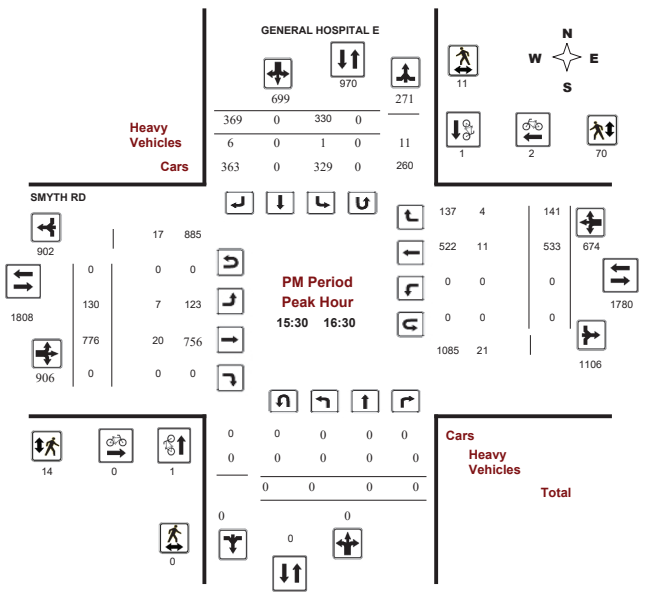 GENERAL HOSPITAL E
N
W E
S
970
11
699
271
369 0 330 0
Heavy
Vehicles
6 0 1 0 11
Cars
363 0 329 0 260
1 2 70
SMYTH RD
902
17 885
137 4 141
674
522 11 533
0 0 0
130 7 123
1808
776 20 756
906
0 0 0
PM Period
Peak Hour
15:30 16:30
0 0 0
0 0 0
1780
1085 21
1106
14 0 1
0
0 0 0 0 0
0 0 0 0 0
0 0 0 0
0 0
0
Cars
Heavy
Vehicles
Total